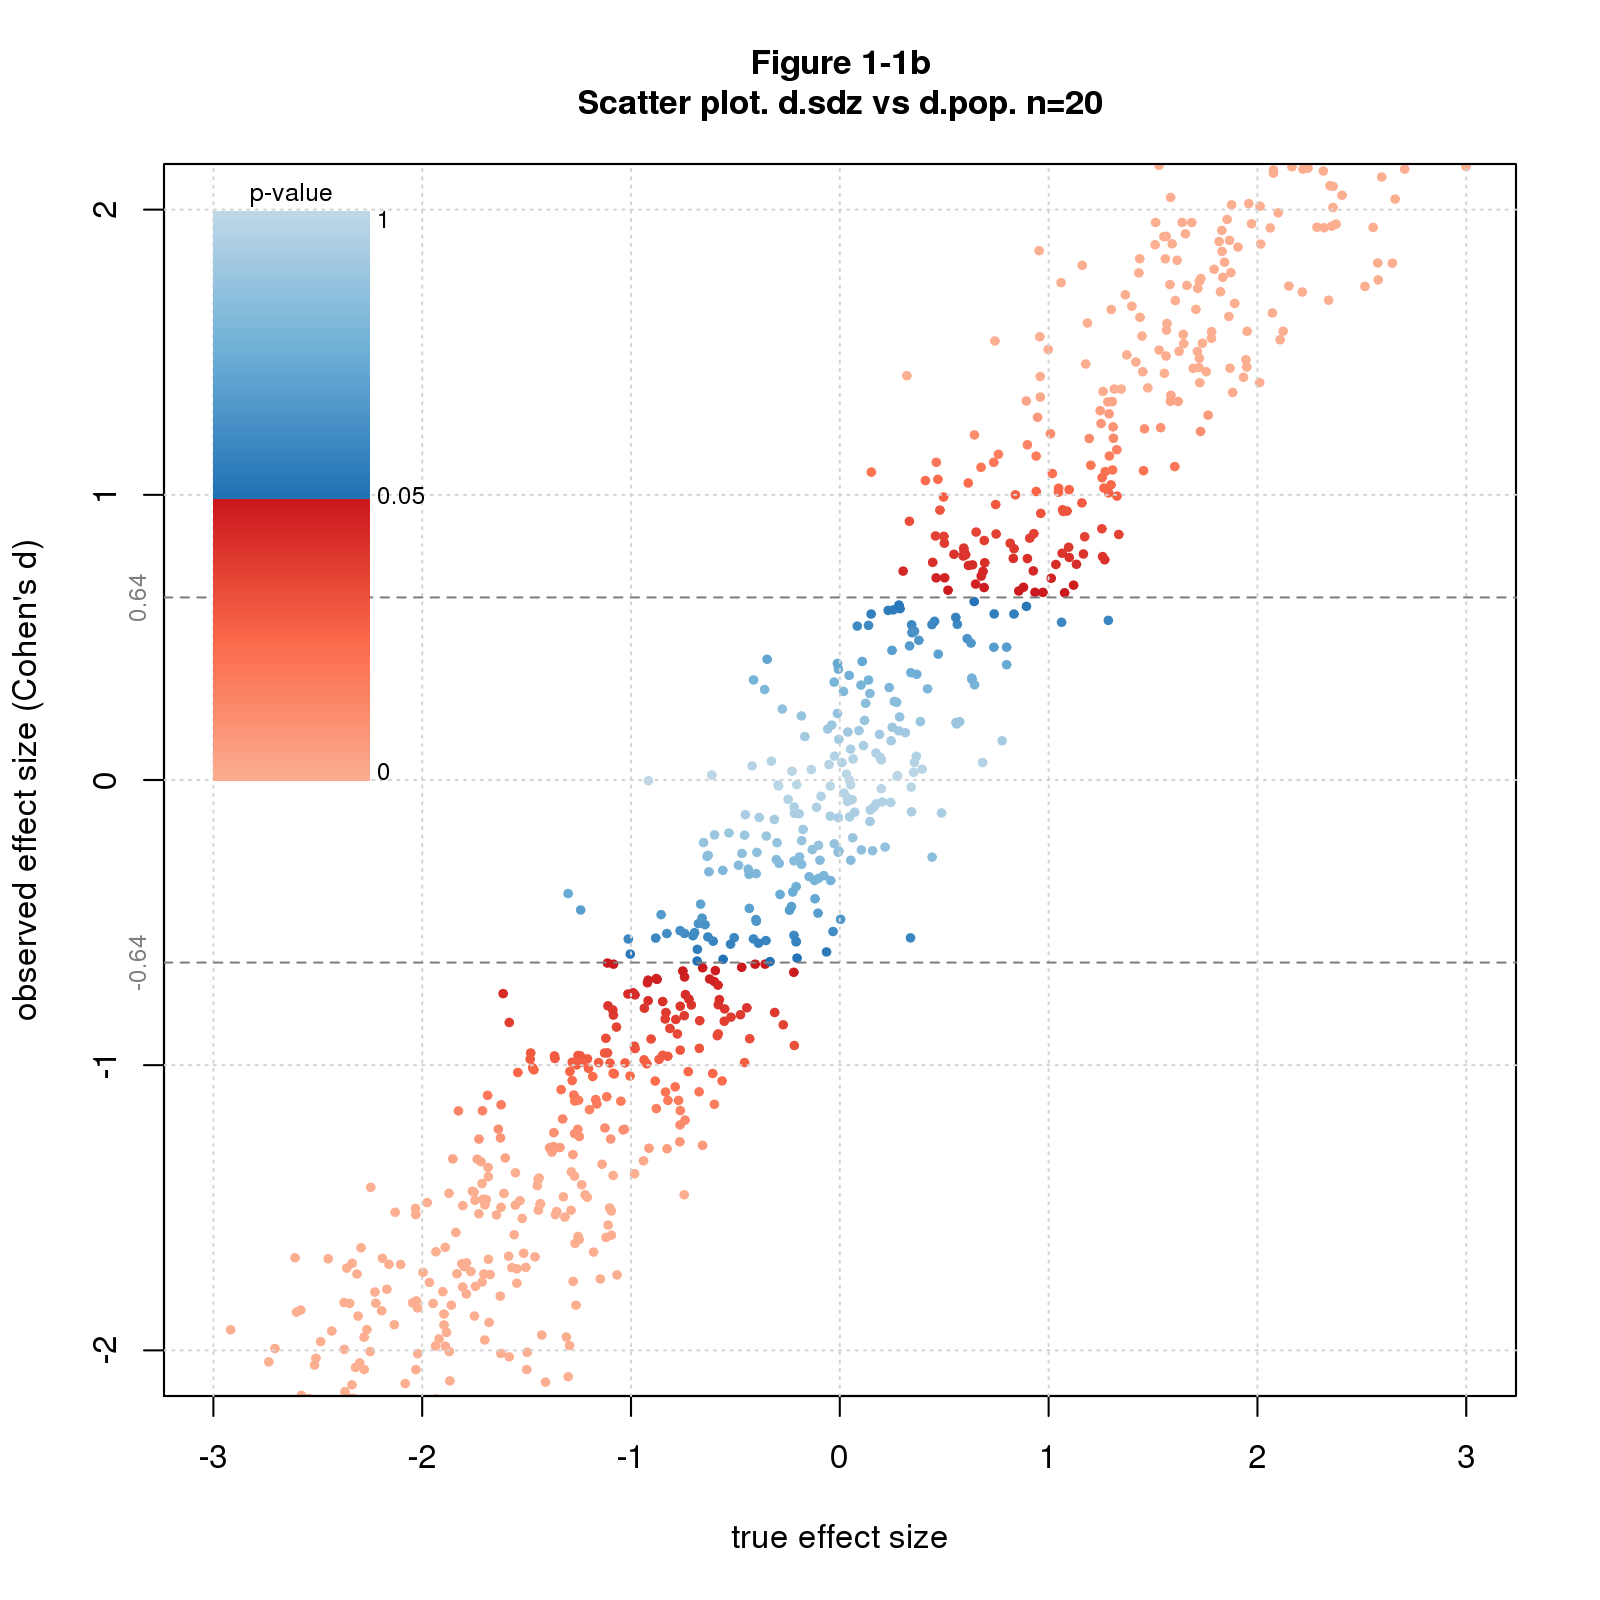 Figure 1-1b
Scatter plot. d.sdz vs d.pop. n=20
p-value
1
0.05
0
observed effect size (Cohen's d)
2
1
0
-1
-2
0.64
-0.64
-3 -2 -1 0 1 2 3
true effect size